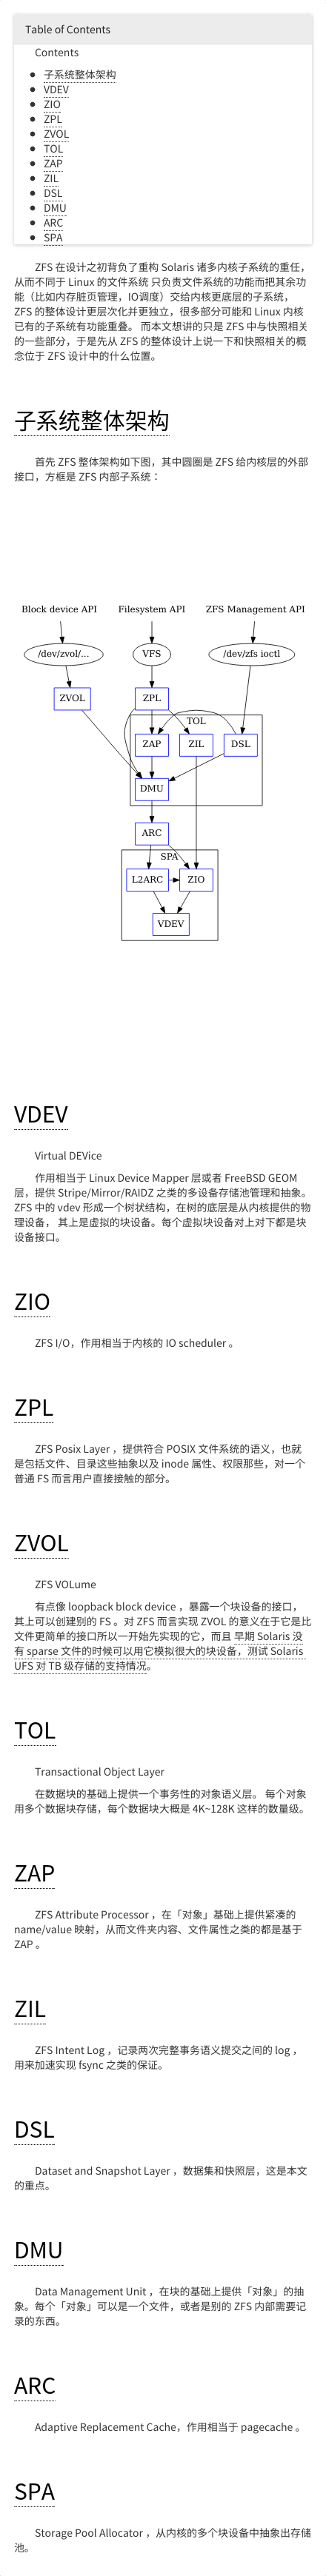 Table of Contents
Contents
子系统整体架构
VDEV
ZIO
ZPL
ZVOL
TOL
ZAP
ZIL
DSL
DMU
ARC
SPA
ZFS 在设计之初背负了重构 Solaris 诸多内核子系统的重任，
从而不同于 Linux 的文件系统 只负责文件系统的功能而把其余功
能（比如内存脏页管理，IO调度）交给内核更底层的子系统，
ZFS 的整体设计更层次化并更独立，很多部分可能和 Linux 内核
已有的子系统有功能重叠。 而本文想讲的只是 ZFS 中与快照相关
的一些部分，于是先从 ZFS 的整体设计上说一下和快照相关的概
念位于 ZFS 设计中的什么位置。
子系统整体架构
首先 ZFS 整体架构如下图，其中圆圈是 ZFS 给内核层的外部
接口，方框是 ZFS 内部子系统：
Block device API Filesystem API ZFS Management API
/dev/zvol/... VFS /dev/zfs ioctl
ZVOL ZPL
TOL
ZAP ZIL DSL
DMU
ARC
SPA
L2ARC ZIO
VDEV
VDEV
Virtual DEVice
作用相当于 Linux Device Mapper 层或者 FreeBSD GEOM
层，提供 Stripe/Mirror/RAIDZ 之类的多设备存储池管理和抽象。
ZFS 中的 vdev 形成一个树状结构，在树的底层是从内核提供的物
理设备， 其上是虚拟的块设备。每个虚拟块设备对上对下都是块
设备接口。
ZIO
ZFS I/O，作用相当于内核的 IO scheduler 。
ZPL
ZFS Posix Layer ，提供符合 POSIX 文件系统的语义，也就
是包括文件、目录这些抽象以及 inode 属性、权限那些，对一个
普通 FS 而言用户直接接触的部分。
ZVOL
ZFS VOLume
有点像 loopback block device ，暴露一个块设备的接口，
其上可以创建别的 FS 。对 ZFS 而言实现 ZVOL 的意义在于它是比
文件更简单的接口所以一开始先实现的它，而且 早期 Solaris 没
有 sparse 文件的时候可以用它模拟很大的块设备，测试 Solaris
UFS 对 TB 级存储的支持情况。
TOL
Transactional Object Layer
在数据块的基础上提供一个事务性的对象语义层。 每个对象
用多个数据块存储，每个数据块大概是 4K~128K 这样的数量级。
ZAP
ZFS Attribute Processor ，在「对象」基础上提供紧凑的
name/value 映射，从而文件夹内容、文件属性之类的都是基于
ZAP 。
ZIL
ZFS Intent Log ，记录两次完整事务语义提交之间的 log ，
用来加速实现 fsync 之类的保证。
DSL
Dataset and Snapshot Layer ，数据集和快照层，这是本文
的重点。
DMU
Data Management Unit ，在块的基础上提供「对象」的抽
象。每个「对象」可以是一个文件，或者是别的 ZFS 内部需要记
录的东西。
ARC
Adaptive Replacement Cache，作用相当于 pagecache 。
SPA
Storage Pool Allocator ，从内核的多个块设备中抽象出存储
池。